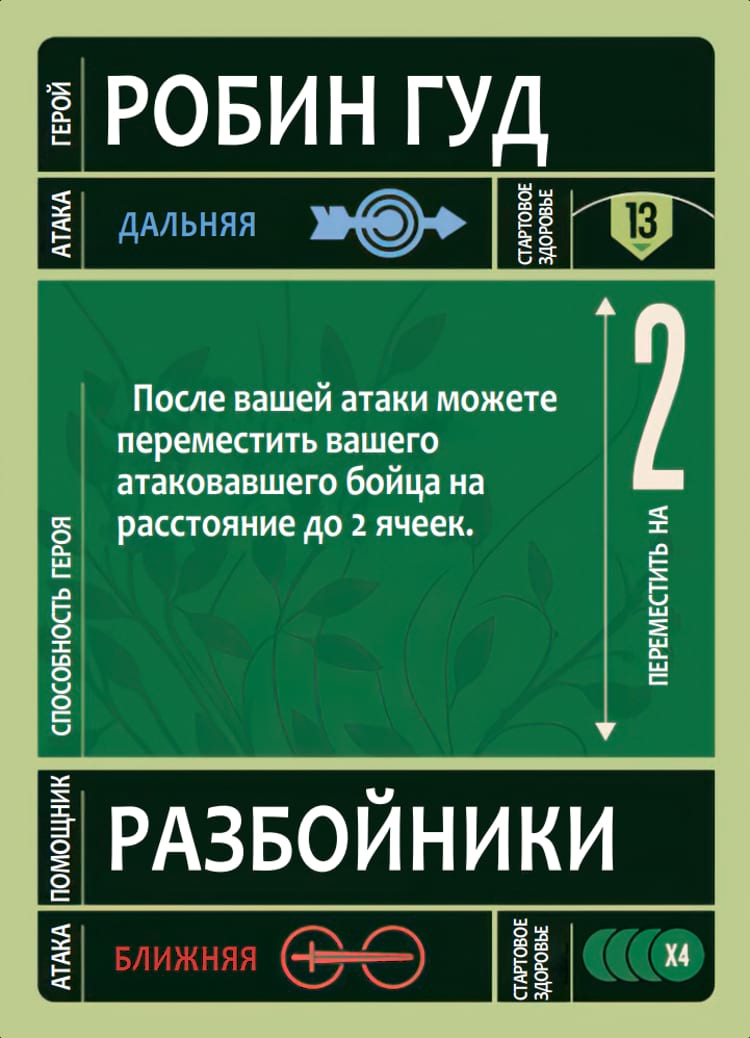 ГЕРОЙ
РОБИН ГУД
АТАКА
ДАЛЬНЯЯ
СТАРТОВОЕ
ЗДОРОВЬЕ
13
СПОСОБНОСТЬ ГЕРОЯ
После вашей атаки можете
переместить вашего
атаковавшего бойца на
расстояние до 2 ячеек.
ПЕРЕМЕСТИТЬ НА
2
ПОМОЩНИК
РАЗБОЙНИКИ
АТАКА
БЛИЖНЯЯ
СТАРТОВОЕ
ЗДОРОВЬЕ
X4